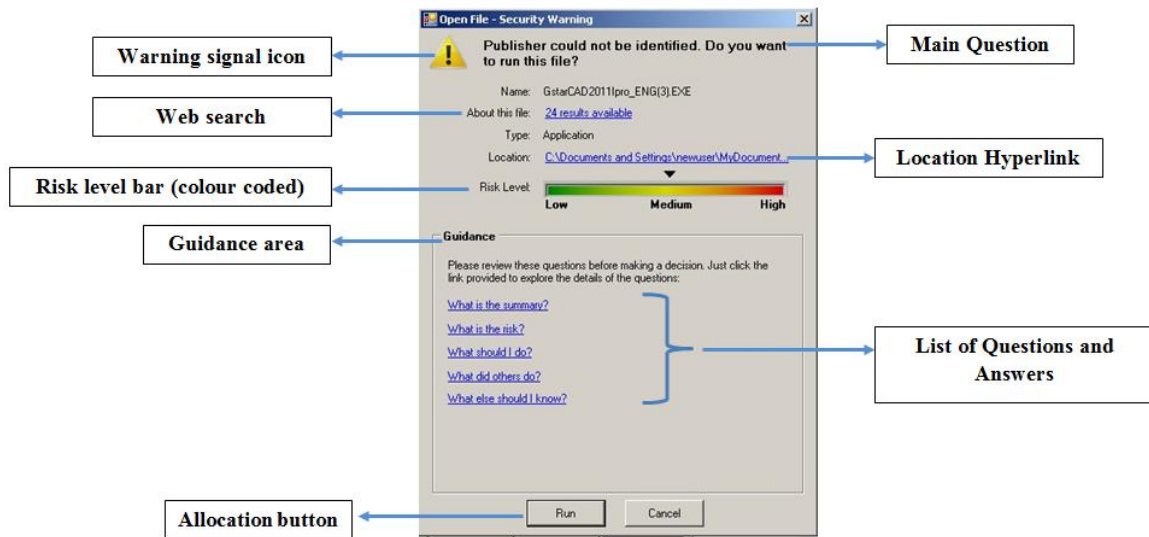 Open File - Security Warning
Warning signal icon
Publisher could not be identified. Do you want
to run this file?
Main Question
Name: GstarCAD2011Ipro_ENG(3).EXE
Web search
About this file: 24 results available
Type: Application
Location: C:\Documents and Settings\newuser\MyDocument...
Location Hyperlink
Risk level bar (colour coded)
Risk Level:
Low Medium High
Guidance area
Guidance
Please review these questions before making a decision. Just click the
link provided to explore the details of the questions:
What is the summary?
What is the risk?
What should I do?
What did others do?
What else should I know?
List of Questions and
Answers
Allocation button
Run Cancel